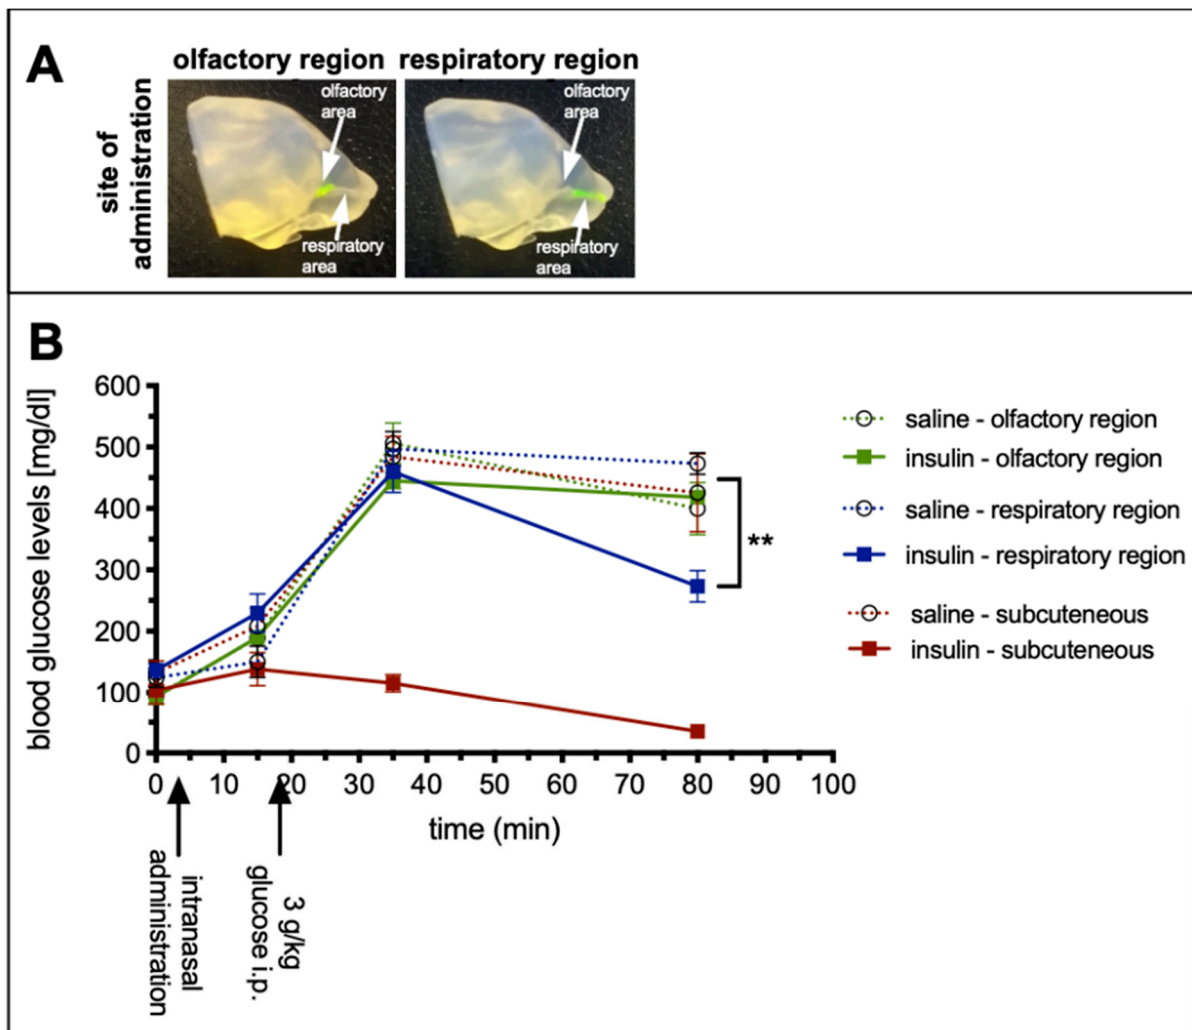 A
olfactory region respiratory region
site of
administration
olfactory
area
respiratory
area
olfactory
area
respiratory
area
B
blood glucose levels [mg/dl]
600
500
400
300
200
100
0
0 10 20 30 40 50 60 70 80 90 100
time (min)
intranasal
administration
3 g/kg
glucose i.p.
**
saline - olfactory region
insulin - olfactory region
saline - respiratory region
insulin - respiratory region
saline - subcuteneous
insulin - subcuteneous